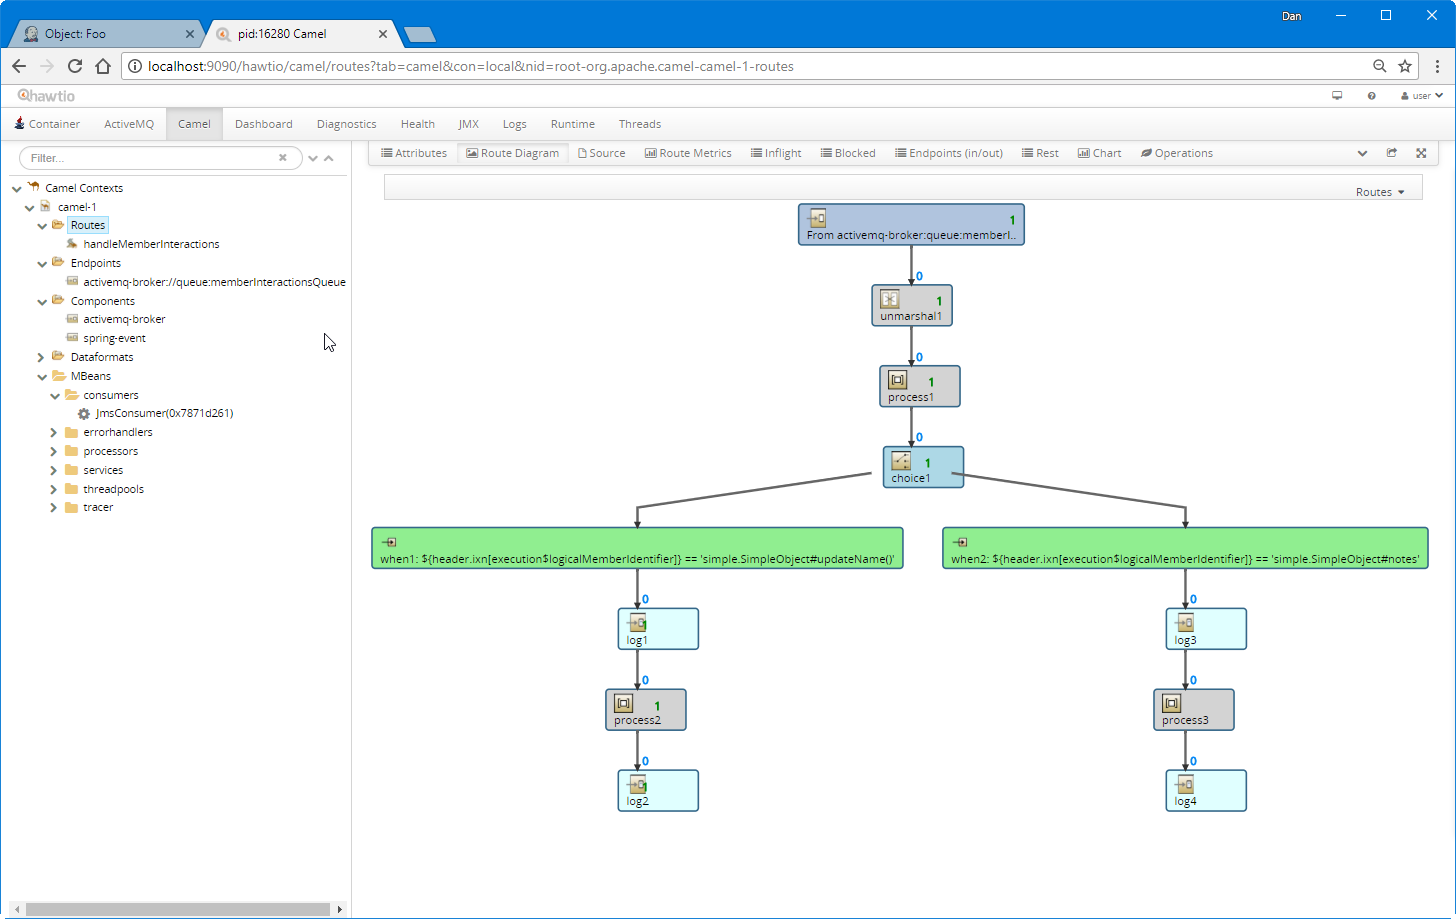 Dan
Object: Foo
pid:16280 Camel
localhost:9090/hawtio/camel/routes?tab=camel&con=local&nid=root-org.apache.camel-camel-1-routes
hawtio
user
Container ActiveMQ Camel Dashboard Diagnostics Health JMX Logs Runtime Threads
Filter...
Attributes Route Diagram Source Route Metrics Inflight Blocked Endpoints (in/out) Rest Chart Operations
Camel Contexts
camel-1
Routes
handleMemberInteractions
Endpoints
activemq-broker://queue:memberInteractionsQueue
Components
activemq-broker
spring-event
Dataformats
MBeans
consumers
JmsConsumer(0x7871d261)
errorhandlers
processors
services
threadpools
tracer
Routes
1
From activemq-broker:queue:memberI..
0
1
unmarshal1
0
1
process1
0
1
choice1
when1: ${header.ixn[execution$logicalMemberIdentifier]} == 'simple.SimpleObject#updateName()'
when2: ${header.ixn[execution$logicalMemberIdentifier]} == 'simple.SimpleObject#notes'
0
1
log1
0
1
process2
0
1
log2
0
log3
0
process3
0
log4